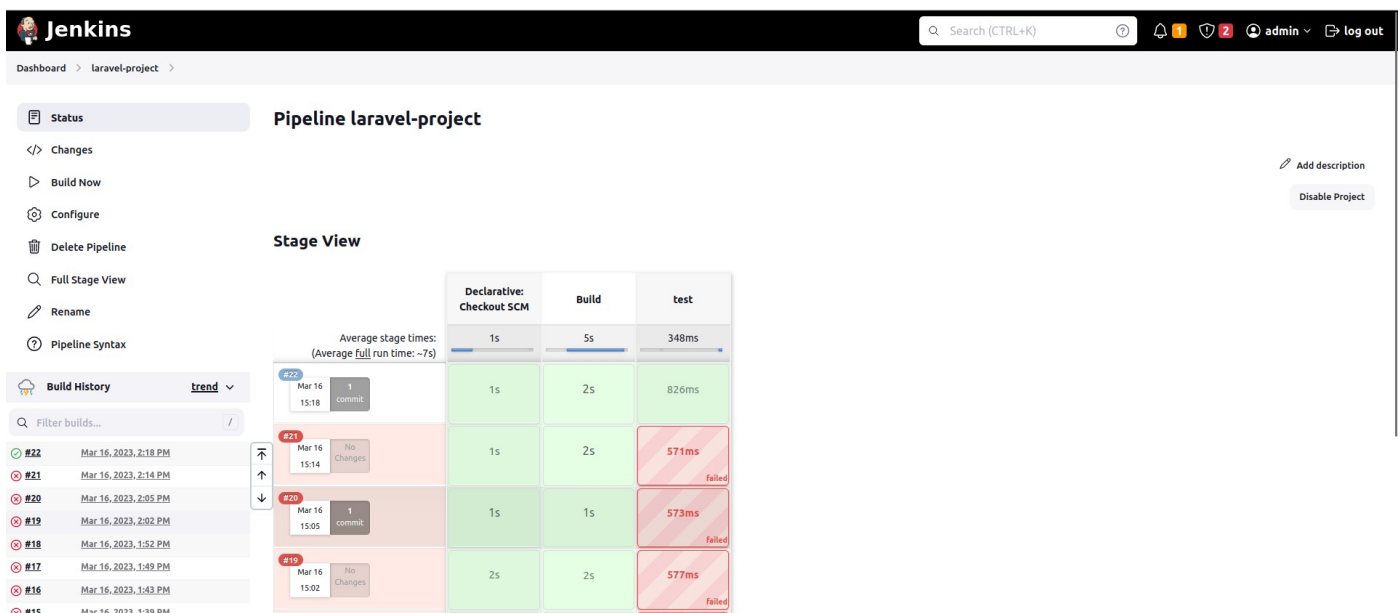 Jenkins
Search (CTRL+K)
1
2
admin
log out
Dashboard > laravel-project >
Status
</> Changes
Build Now
Configure
Delete Pipeline
Full Stage View
Rename
Pipeline Syntax
Build History trend
Filter builds... /
#22 Mar 16, 2023, 2:18 PM
#21 Mar 16, 2023, 2:14 PM
#20 Mar 16, 2023, 2:05 PM
#19 Mar 16, 2023, 2:02 PM
#18 Mar 16, 2023, 1:52 PM
#17 Mar 16, 2023, 1:49 PM
#16 Mar 16, 2023, 1:43 PM
#15 Mar 16, 2023, 1:39 PM
Pipeline laravel-project
Add description
Disable Project
Stage View
Declarative:
Checkout SCM
Build
test
Average stage times:
(Average full run time: ~7s)
1s
5s
348ms
#22
Mar 16
15:18
1
commit
1s
2s
826ms
#21
Mar 16
15:14
No
Changes
1s
2s
571ms
failed
#20
Mar 16
15:05
1
commit
1s
1s
573ms
failed
#19
Mar 16
15:02
No
Changes
2s
2s
577ms
failed